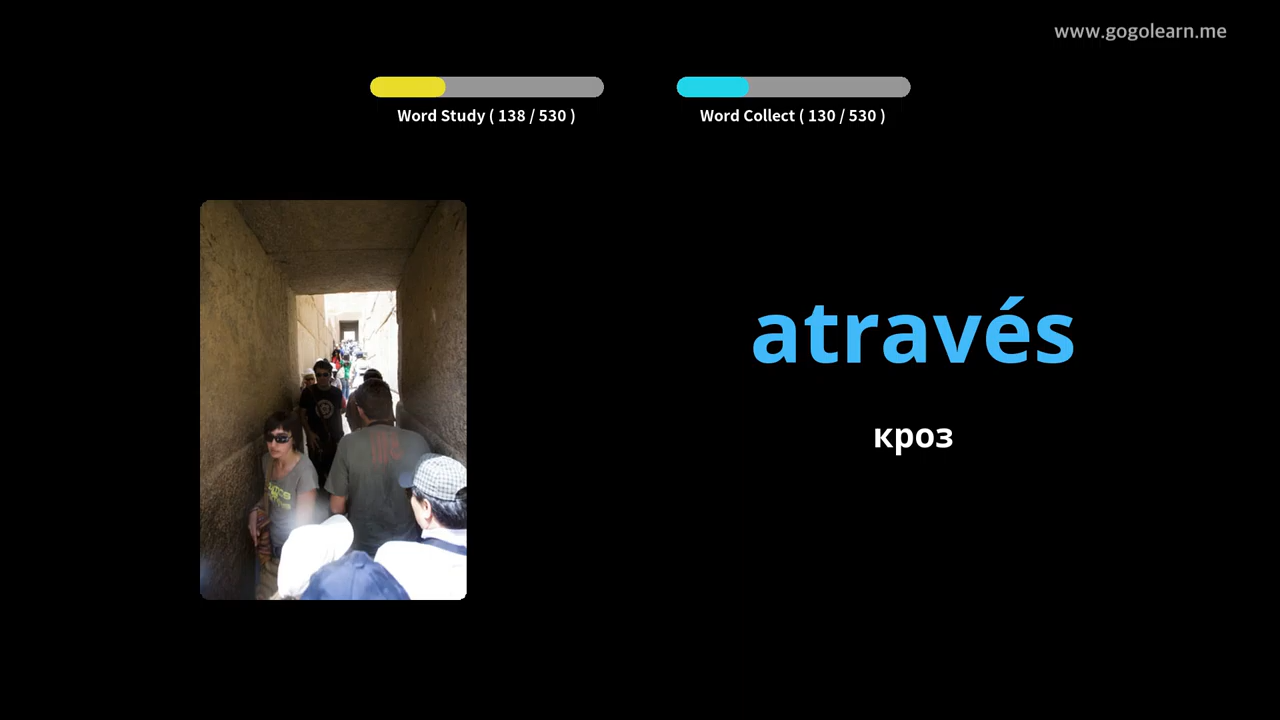 www.gogolearn.me
Word Study ( 138 / 530 )
Word Collect ( 130 / 530 )
através
кроз